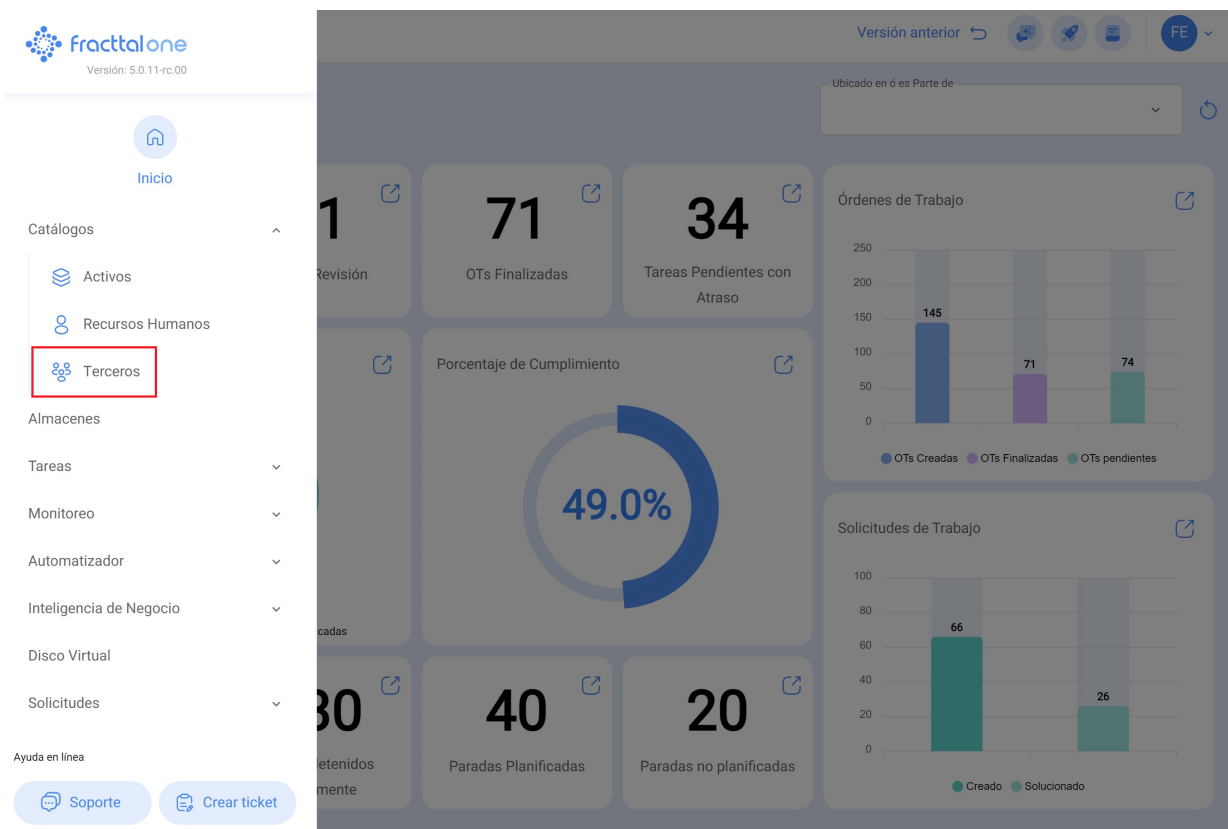 fracttalone
Versión: 5.0.11-rc.00
Inicio
Catálogos
Activos
Recursos Humanos
Terceros
Almacenes
Tareas
Monitoreo
Automatizador
Inteligencia de Negocio
Disco Virtual
Solicitudes
Ayuda en línea
Soporte
Crear ticket
Versión anterior
FE
Ubicado en ó es Parte de
1
Revisión
71
OTs Finalizadas
34
Tareas Pendientes con
Atraso
Órdenes de Trabajo
250
200
150
100
50
0
145
71
74
OTs Creadas OTs Finalizadas OTs pendientes
cadas
Porcentaje de Cumplimiento
49.0%
Solicitudes de Trabajo
100
80
60
40
20
0
66
26
Creado Solucionado
30
etenidos
mente
40
Paradas Planificadas
20
Paradas no planificadas